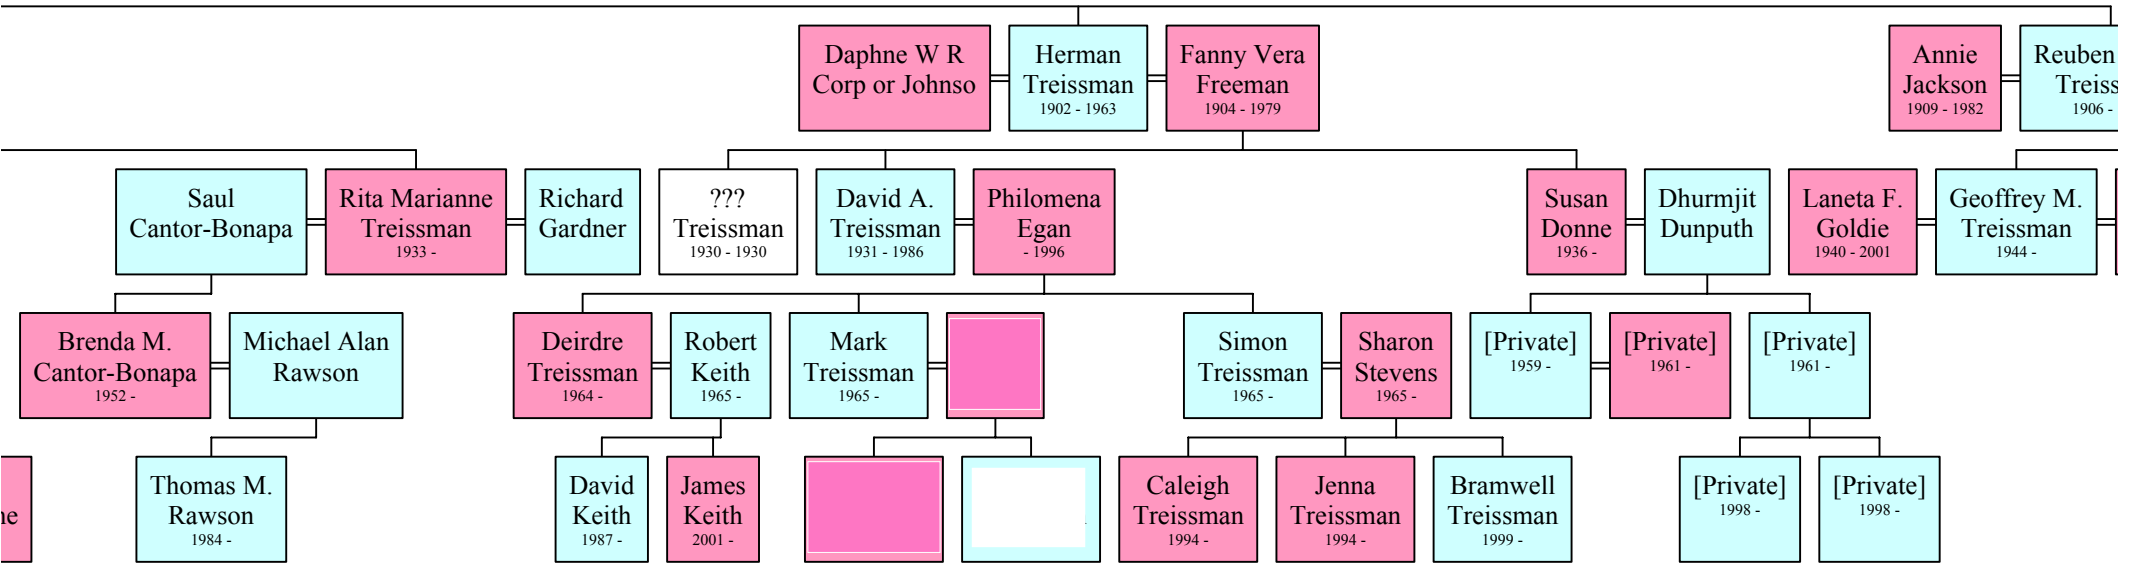 Daphne W R
Corp or Johnso
Herman
Treissman
1902 - 1963
Fanny Vera
Freeman
1904 - 1979
Annie
Jackson
1909 - 1982
Reuben
Treiss
1906 -
Saul
Cantor-Bonapa
Rita Marianne
Treissman
1933 -
Richard
Gardner
???
Treissman
1930 - 1930
David A.
Treissman
1931 - 1986
Philomena
Egan
- 1996
Susan
Donne
1936 -
Dhurmjit
Dunputh
Laneta F.
Goldie
1940 - 2001
Geoffrey M.
Treissman
1944 -
Brenda M.
Cantor-Bonapa
1952 -
Michael Alan
Rawson
Deirdre
Treissman
1964 -
Robert
Keith
1965 -
Mark
Treissman
1965 -
Simon
Treissman
1965 -
Sharon
Stevens
1965 -
[Private]
1959 -
[Private]
1961 -
[Private]
1961 -
Thomas M.
Rawson
1984 -
David
Keith
1987 -
James
Keith
2001 -
Caleigh
Treissman
1994 -
Jenna
Treissman
1994 -
Bramwell
Treissman
1999 -
[Private]
1998 -
[Private]
1998 -